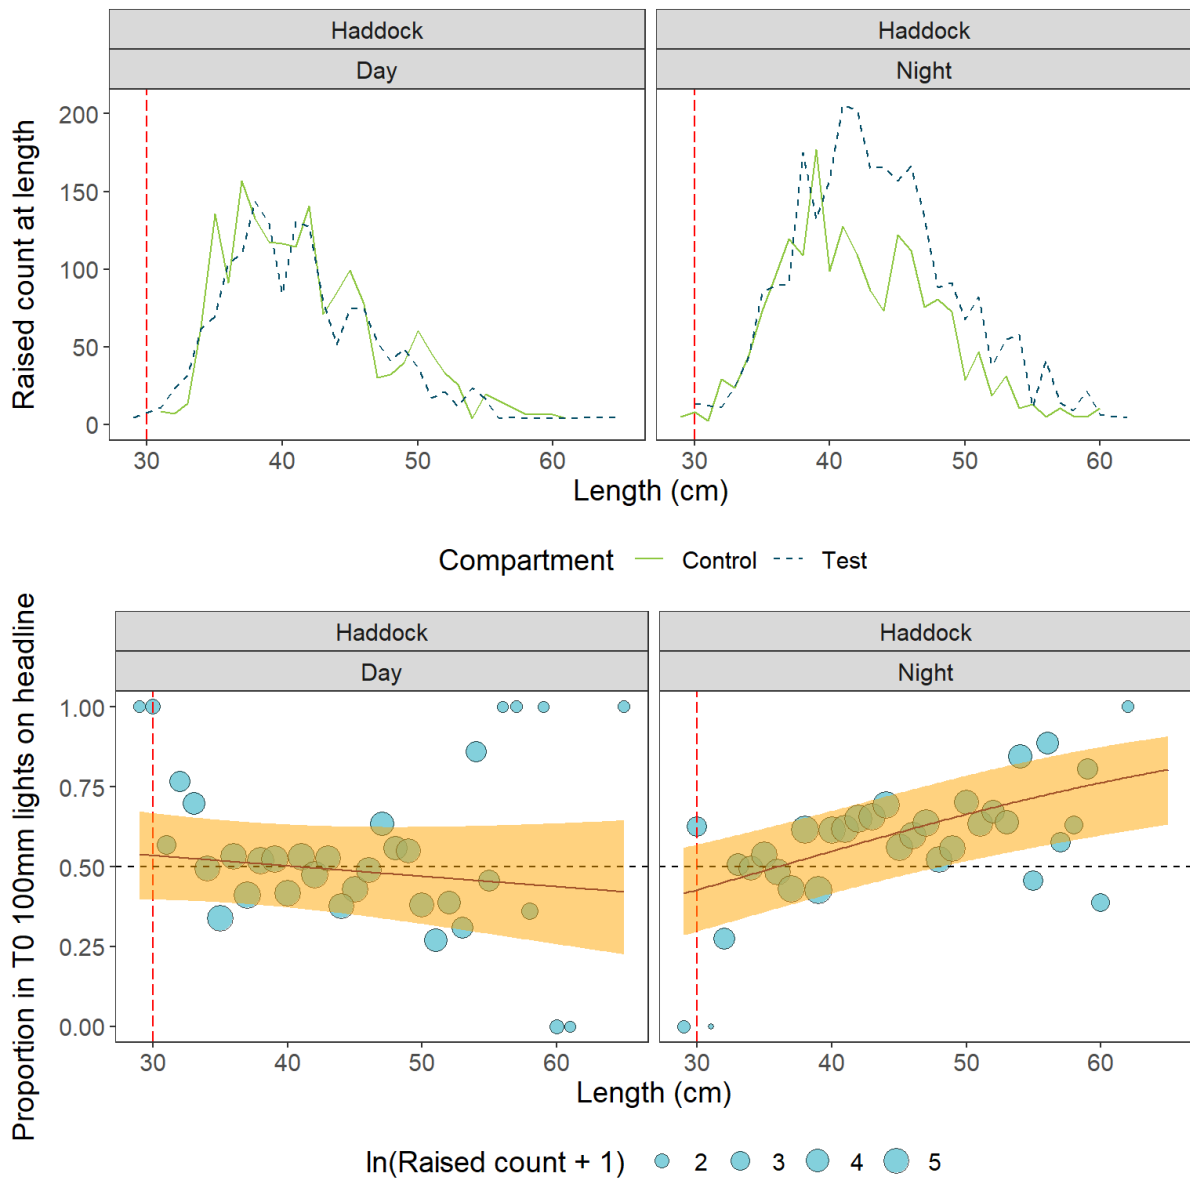 Haddock
Haddock
Day
Night
Raised count at length
200
150
100
50
0
30
40
50
60
30
40
50
60
Length (cm)
Compartment
Control
Test
Haddock
Haddock
Day
Night
Proportion in T0 100mm lights on headline
1.00
0.75
0.50
0.25
0.00
30
40
50
60
30
40
50
60
Length (cm)
ln(Raised count + 1)
2
3
4
5